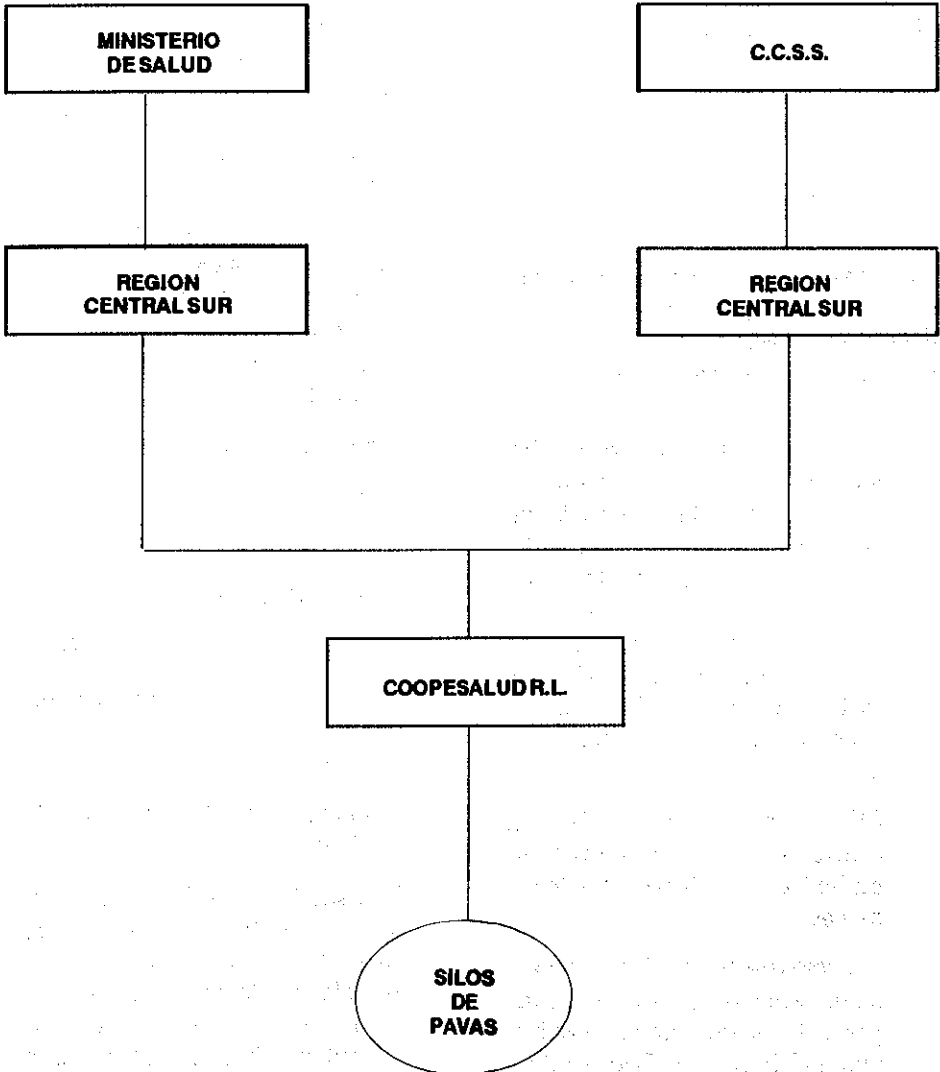 MINISTERIO
DE SALUD
C.C.S.S.
REGION
CENTRAL SUR
REGION
CENTRAL SUR
COOPESALUD R.L.
SILOS
DE
PAVAS